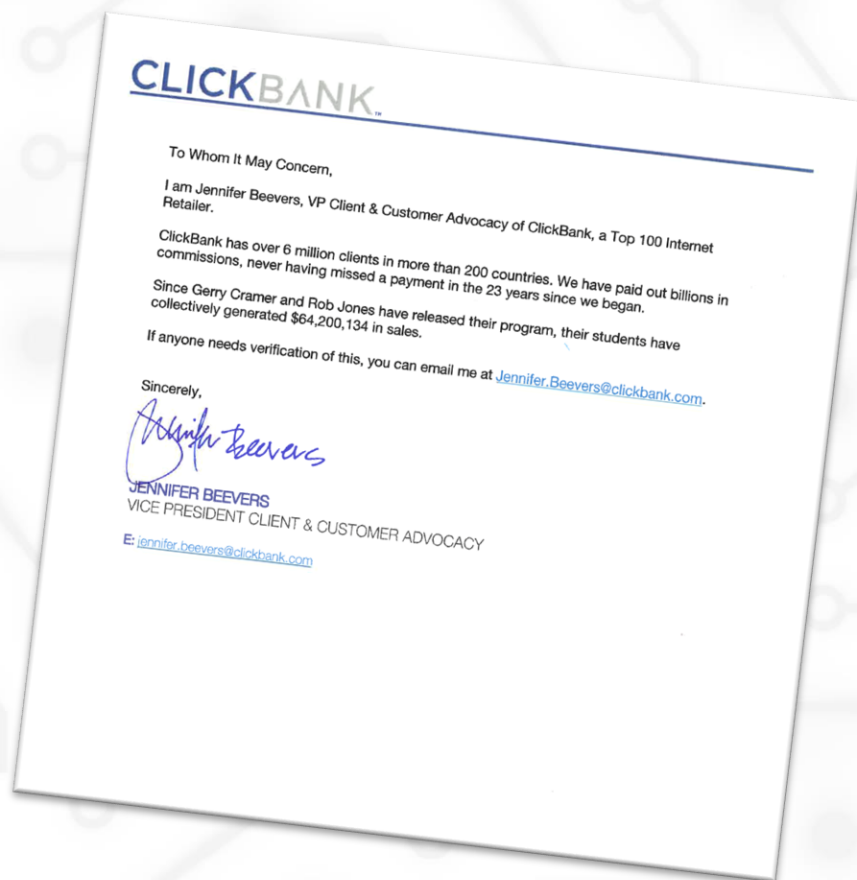 CLICKBANK™
To Whom It May Concern,
I am Jennifer Beevers, VP Client & Customer Advocacy of ClickBank, a Top 100 Internet
Retailer.
ClickBank has over 6 million clients in more than 200 countries. We have paid out billions in
commissions, never having missed a payment in the 23 years since we began.
Since Gerry Cramer and Rob Jones have released their program, their students have
collectively generated $64,200,134 in sales.
If anyone needs verification of this, you can email me at Jennifer.Beevers@clickbank.com.
Sincerely,
Jennifer Beevers
JENNIFER BEEVERS
VICE PRESIDENT CLIENT & CUSTOMER ADVOCACY
E: jennifer.beevers@clickbank.com